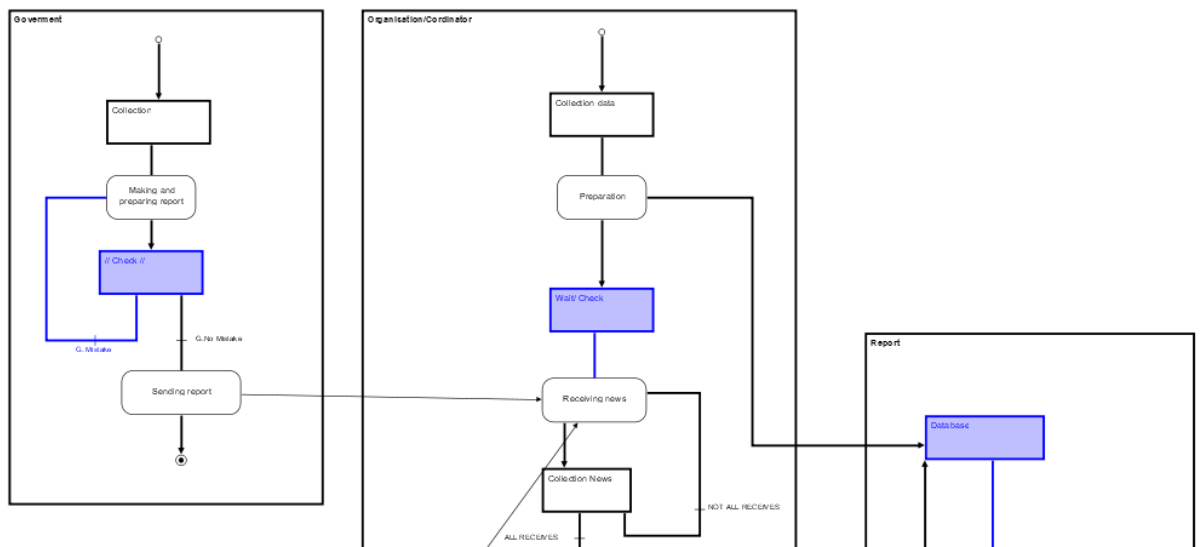 Goverment
Collection
Making and
preparing report
// Check //
G. Mistake
G.No Mistake
Sending report
Organisation/Cordinator
Collection data
Preparation
Wait/ Check
Receiving news
Collection News
NOT ALL RECEIVES
ALL RECEIVES
Report
Database